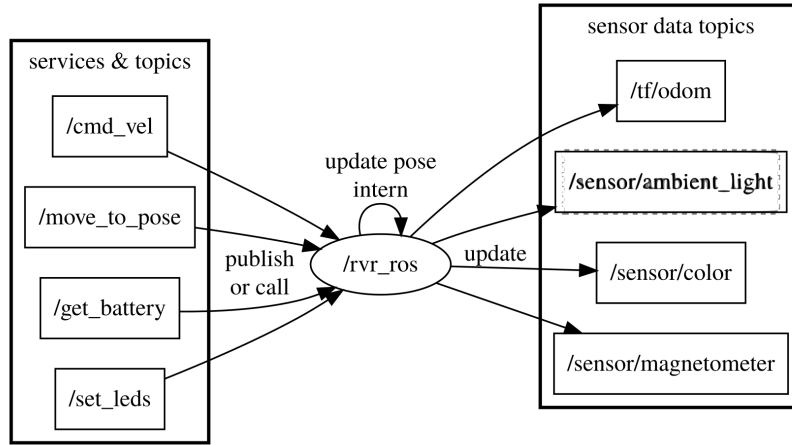 services & topics
/cmd_vel
/move_to_pose
/get_battery
/set_leds
publish
or call
update pose
intern
/rvr_ros
update
sensor data topics
/tf/odom
/sensor/ambient_light
/sensor/color
/sensor/magnetometer